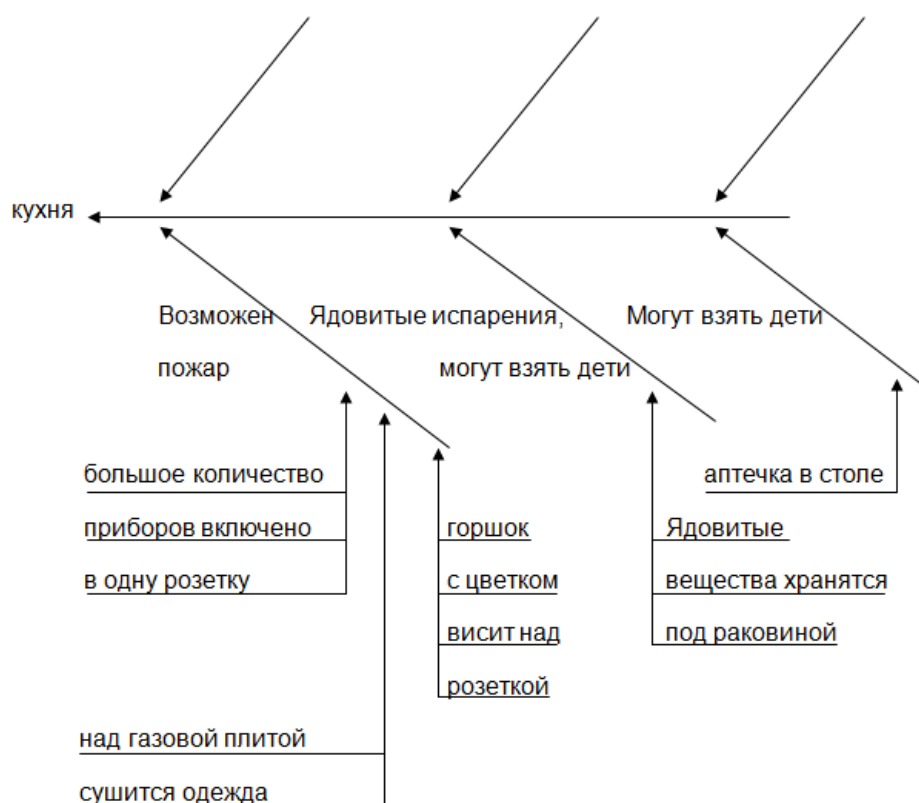 кухня
Возможен
пожар
Ядовитые испарения,
могут взять дети
Могут взять дети
большое количество
приборов включено
в одну розетку
над газовой плитой
сушится одежда
горшок
с цветком
висит над
розеткой
Ядовитые
вещества хранятся
под раковиной
аптечка в столе